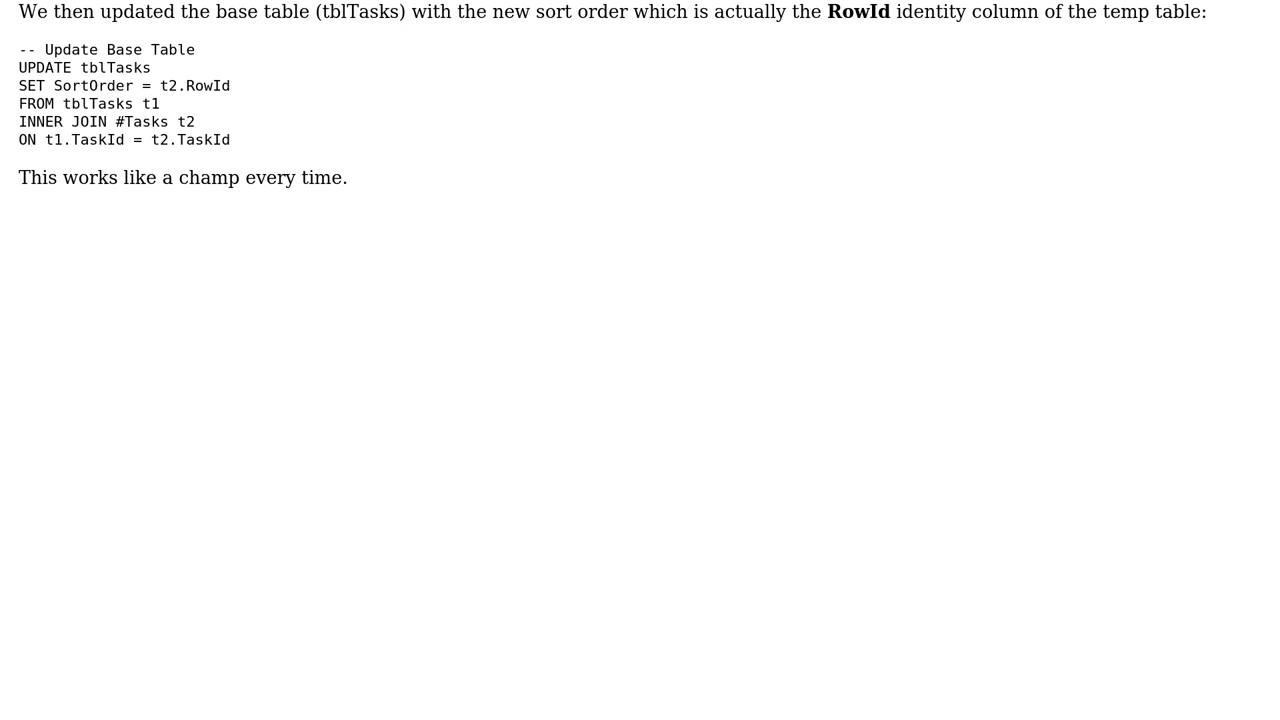 We then updated the base table (tblTasks) with the new sort order which is actually the RowId identity column of the temp table:
-- Update Base Table
UPDATE tblTasks
SET SortOrder = t2.RowId
FROM tblTasks t1
INNER JOIN #Tasks t2
ON t1.TaskId = t2.TaskId
This works like a champ every time.